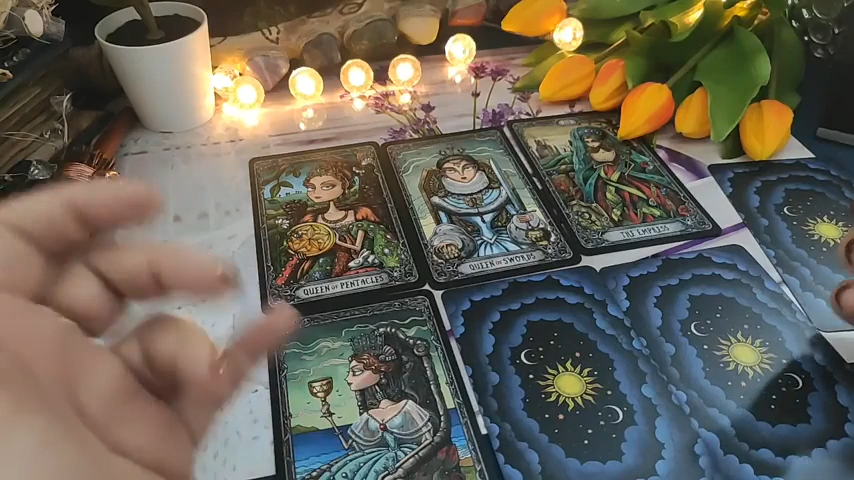 QUEEN OF PENTACLES
QUEEN OF SWORDS
THE EMPRESS